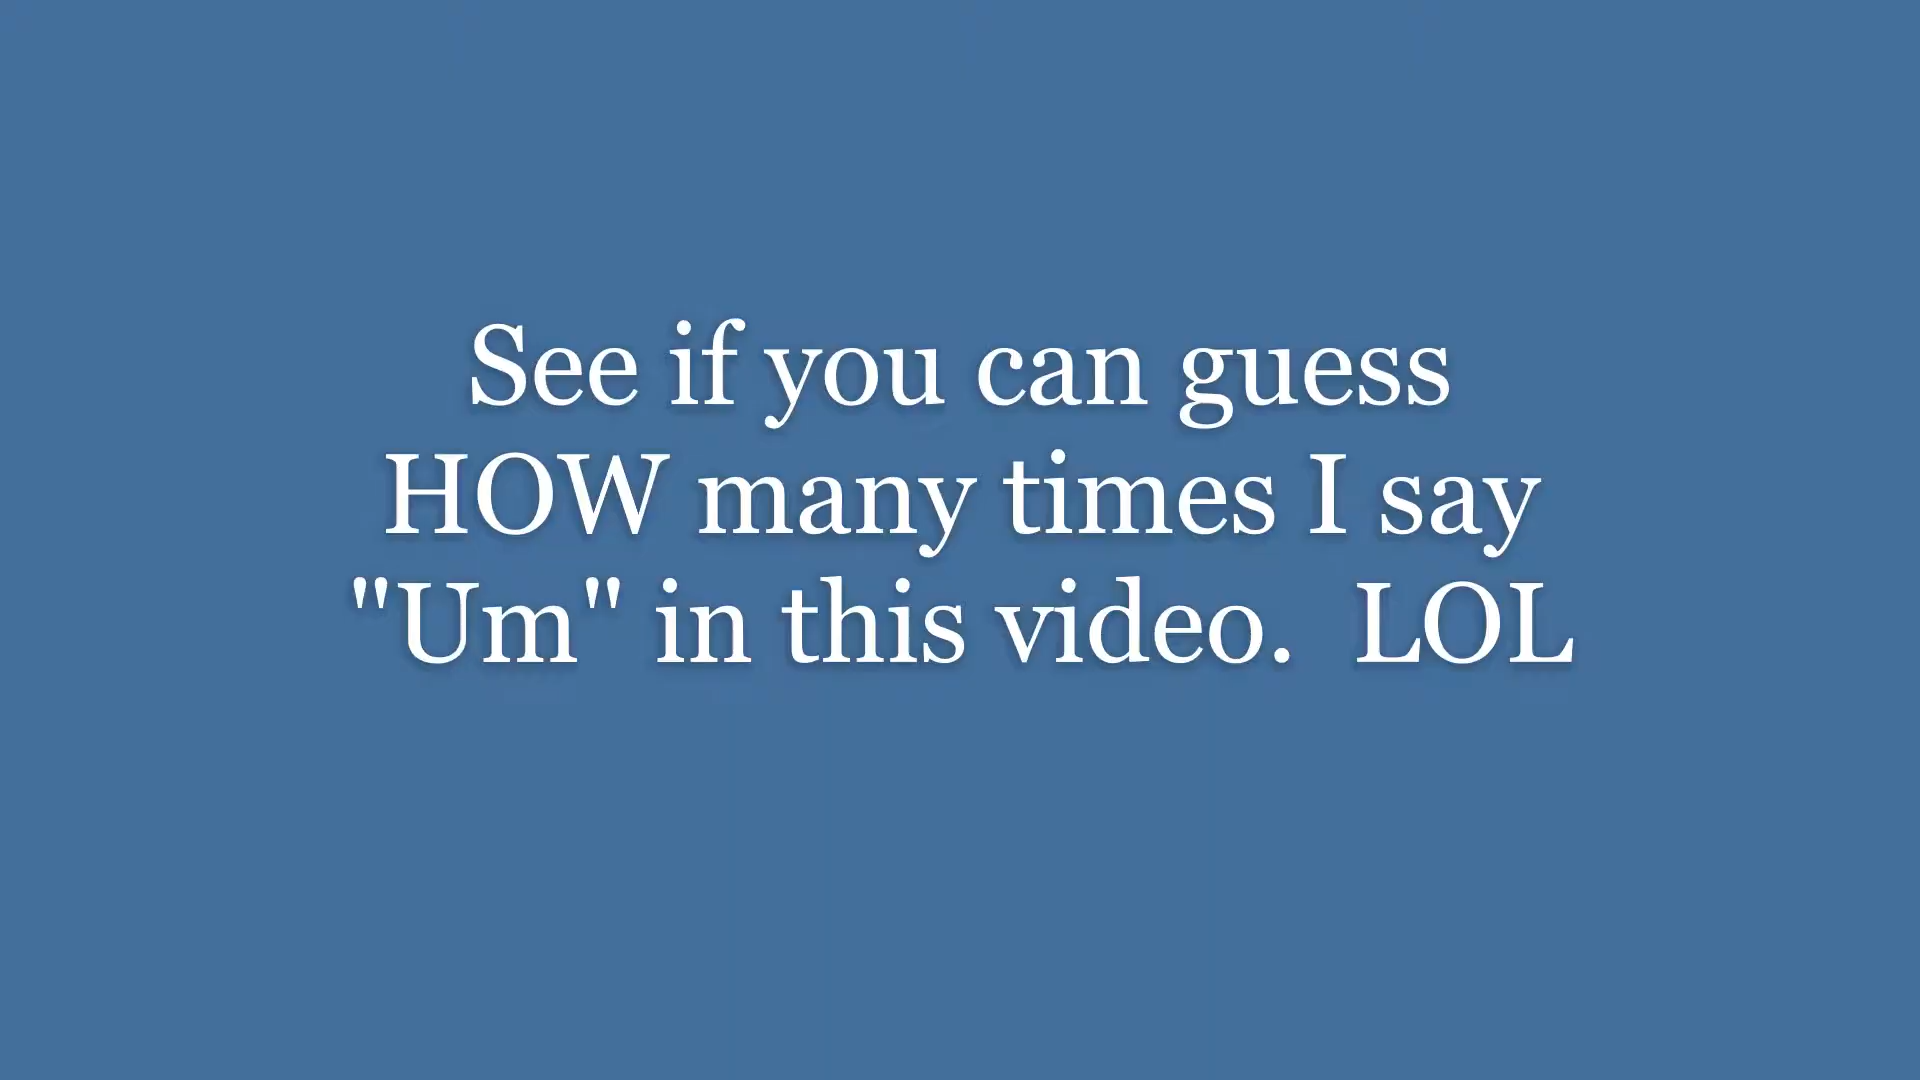 See if you can guess
HOW many times I say
"Um" in this video.  LOL